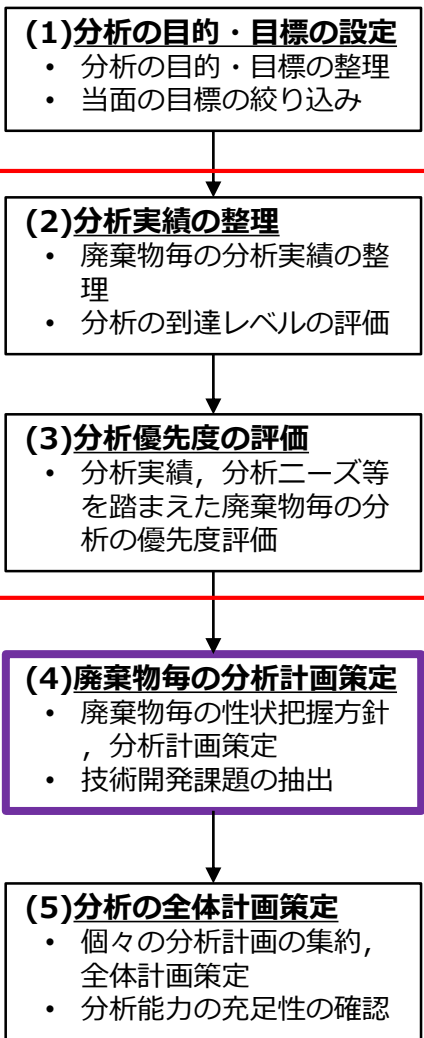 (1)分析の目的・目標の設定
• 分析の目的・目標の整理
• 当面の目標の絞り込み
(2)分析実績の整理
• 廃棄物毎の分析実績の整
理
• 分析の到達レベルの評価
(3)分析優先度の評価
• 分析実績，分析ニーズ等
を踏まえた廃棄物毎の分
析の優先度評価
(4)廃棄物毎の分析計画策定
• 廃棄物毎の性状把握方針
，分析計画策定
• 技術開発課題の抽出
(5)分析の全体計画策定
• 個々の分析計画の集約，
全体計画策定
• 分析能力の充足性の確認